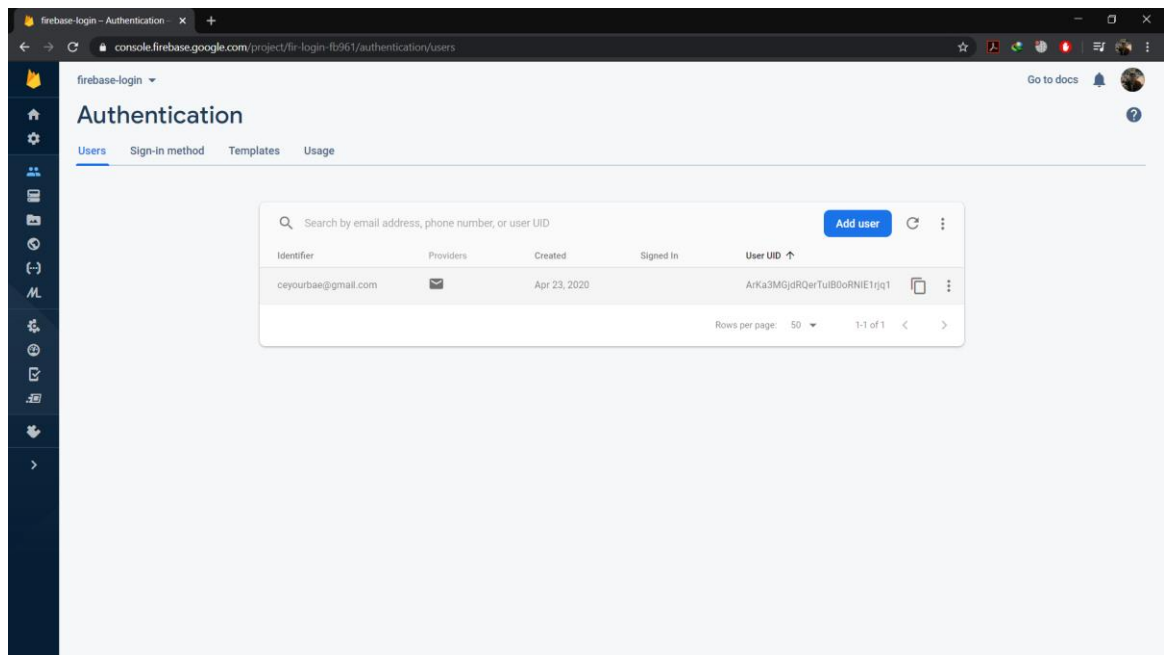 firebase-login – Authentication –
console.firebase.google.com/project/fir-login-fb961/authentication/users
firebase-login
Go to docs
Authentication
Users Sign-in method Templates Usage
Search by email address, phone number, or user UID
Add user
Identifier Providers Created Signed In User UID
ceyourbae@gmail.com Apr 23, 2020 ArKa3MGjdRQerTuIB0oRNIE1rjq1
Rows per page: 50 1-1 of 1